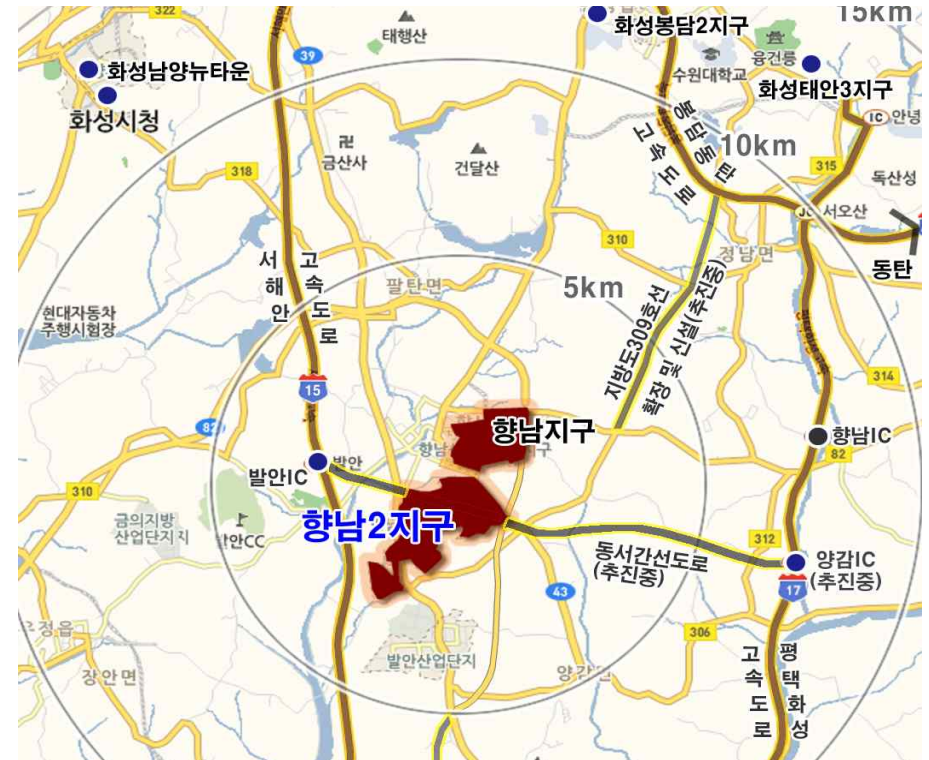 322
태행산
화성봉담2지구
15km
39
화성남양뉴타운
수원대학교
융건릉
화성태안3지구
화성시청
IC 안녕
금산사
건달산
봉담동탄
고속도로
10km
318
315
독산성
서오산
310
정남면
동탄
서해안
고속도로
팔탄면
5km
현대자동차
주행시험장
지방도309호선
확장 및 신설(추진중)
15
314
82
향남지구
향남IC
82
발안
발안IC
310
향남2지구
금의지방
산업단지
안CC
312
동서간선도로
(추진중)
양감IC
(추진중)
17
43
306
발안산업단지
장안면
양감면
고속도로
평택화성